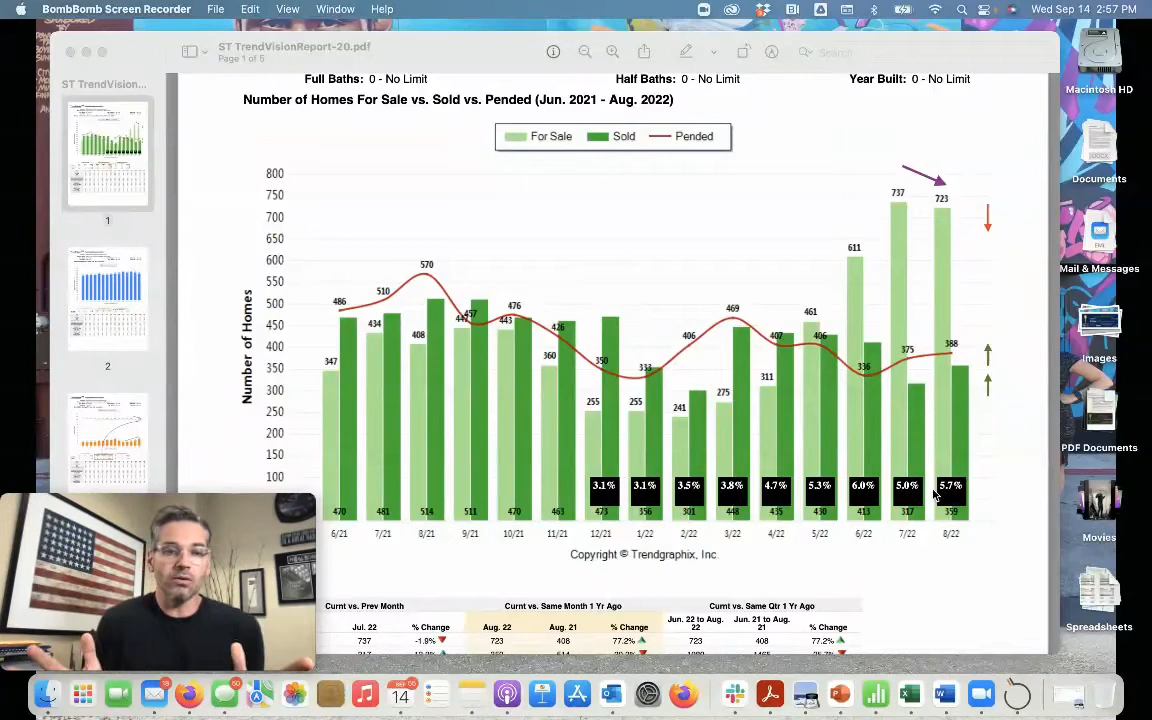 BombBomb Screen Recorder File Edit View Window Help Wed Sep 14 2:57 PM
ST TrendVisionReport-20.pdf
Page 1 of 5
Search
ST TrendVision...
1
2
Full Baths: 0 - No Limit Half Baths: 0 - No Limit Year Built: 0 - No Limit
Number of Homes For Sale vs. Sold vs. Pended (Jun. 2021 - Aug. 2022)
For Sale Sold Pended
Number of Homes
800
750
700
650
600
550
500
450
400
350
300
250
200
150
100
486 510 570 457 476 426 350 333 406 469 407 406 336 375 388
347 434 408 443 360 255 255 241 275 311 461 611 737 723
3.1% 3.1% 3.5% 3.8% 4.7% 5.3% 6.0% 5.0% 5.7%
470 481 514 511 470 463 473 356 301 448 435 430 413 317 359
6/21 7/21 8/21 9/21 10/21 11/21 12/21 1/22 2/22 3/22 4/22 5/22 6/22 7/22 8/22
Copyright © Trendgraphix, Inc.
Curnt vs. Prev Month Curnt vs. Same Month 1 Yr Ago Curnt vs. Same Qtr 1 Yr Ago
Jul. 22 % Change Aug. 22 Aug. 21 % Change Jun. 22 to Aug. 22 Jun. 21 to Aug. 21 % Change
737 -1.9% 723 408 77.2% 723 408 77.2%
Macintosh HD
DOCX
Documents
EML
Mail & Messages
Images
PDF Documents
Movies
Spreadsheets
18
50
SEP
14